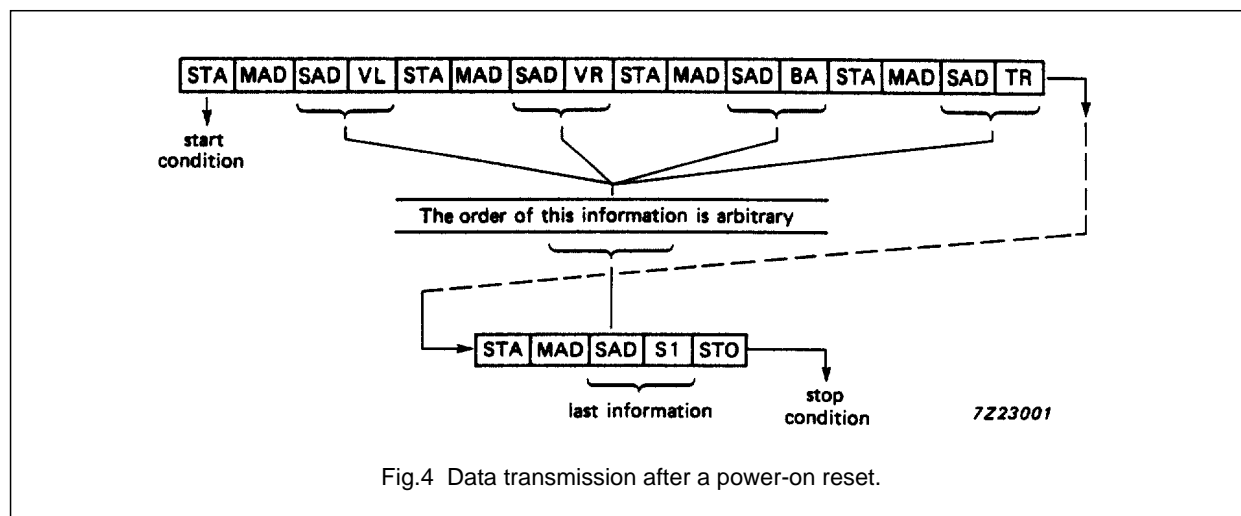 STA MAD SAD VL STA MAD SAD VR STA MAD SAD BA STA MAD SAD TR
start
condition
The order of this information is arbitrary
STA MAD SAD S1 STO
last information
stop
condition
7Z23001
Fig.4 Data transmission after a power-on reset.